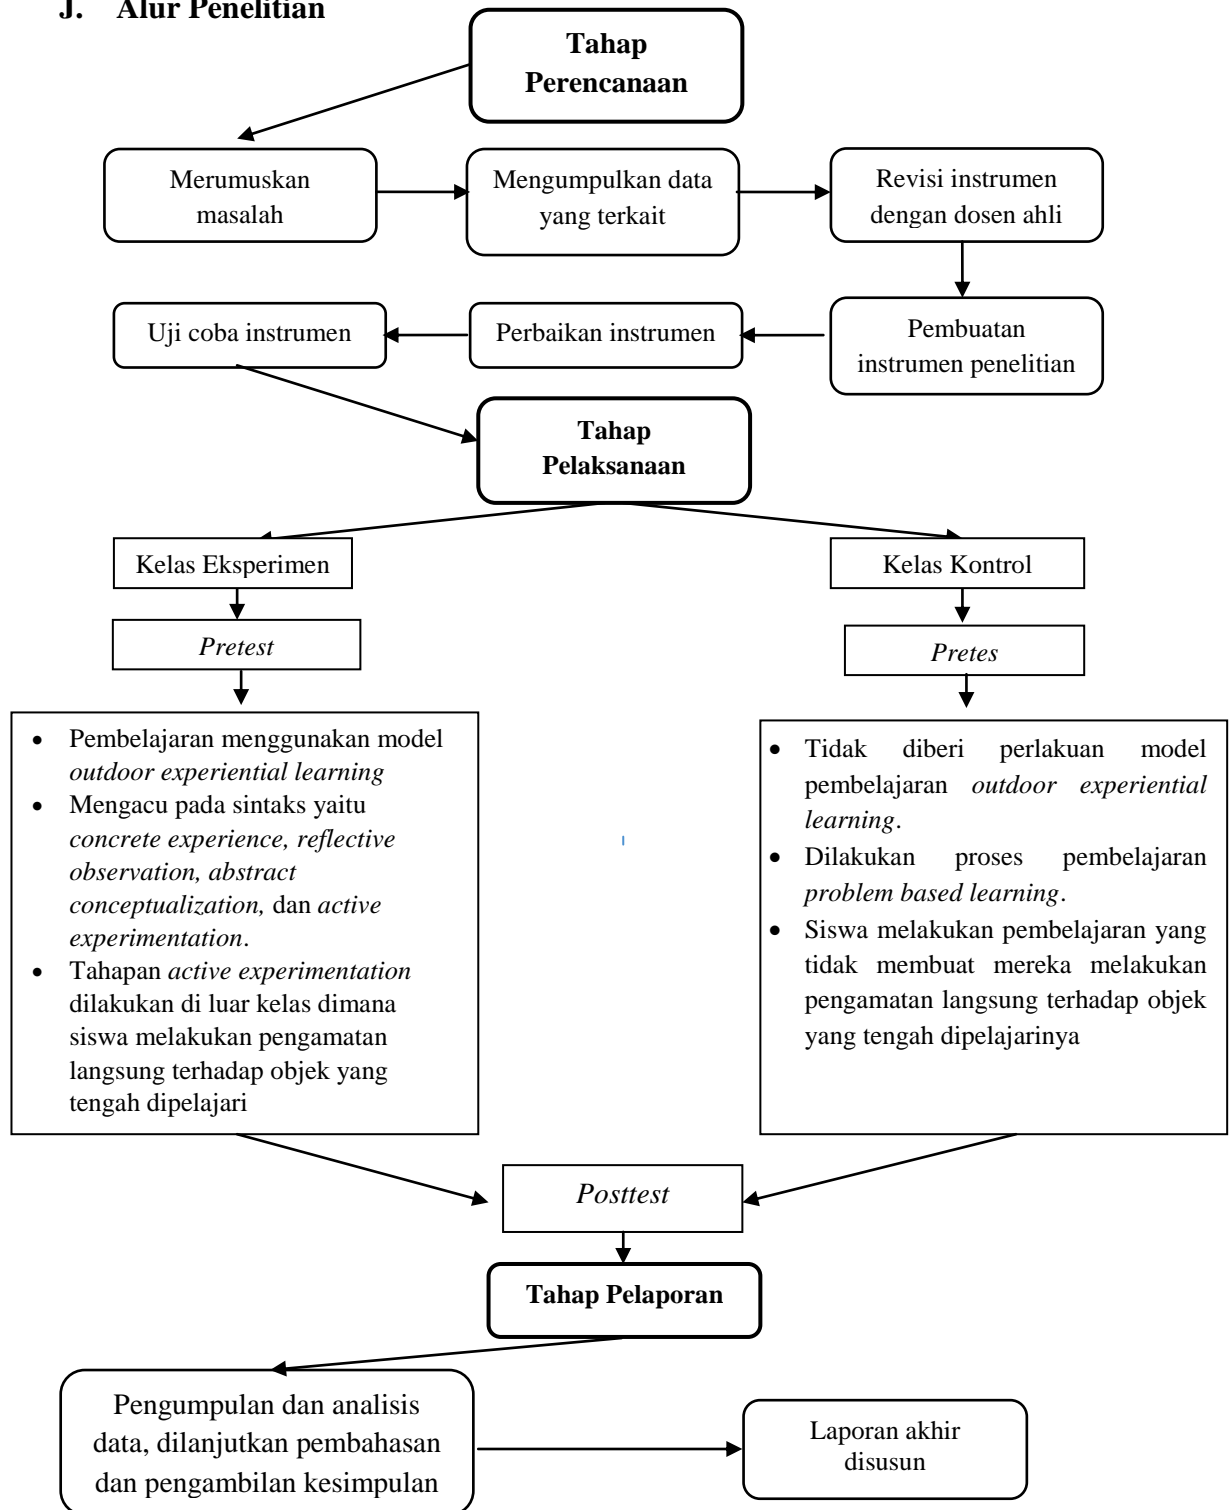 J. Alur Penelitian
Tahap
Perencanaan
Merumuskan
masalah
Mengumpulkan data
yang terkait
Revisi instrumen
dengan dosen ahli
Pembuatan
instrumen penelitian
Perbaikan instrumen
Uji coba instrumen
Tahap
Pelaksanaan
Kelas Eksperimen
Pretest
• Pembelajaran menggunakan model
outdoor experiential learning
• Mengacu pada sintaks yaitu
concrete experience, reflective
observation, abstract
conceptualization, dan active
experimentation.
• Tahapan active experimentation
dilakukan di luar kelas dimana
siswa melakukan pengamatan
langsung terhadap objek yang
tengah dipelajari
Kelas Kontrol
Pretes
• Tidak diberi perlakuan model
pembelajaran outdoor experiential
learning.
• Dilakukan proses pembelajaran
problem based learning.
• Siswa melakukan pembelajaran yang
tidak membuat mereka melakukan
pengamatan langsung terhadap objek
yang tengah dipelajarinya
Posttest
Tahap Pelaporan
Pengumpulan dan analisis
data, dilanjutkan pembahasan
dan pengambilan kesimpulan
Laporan akhir
disusun